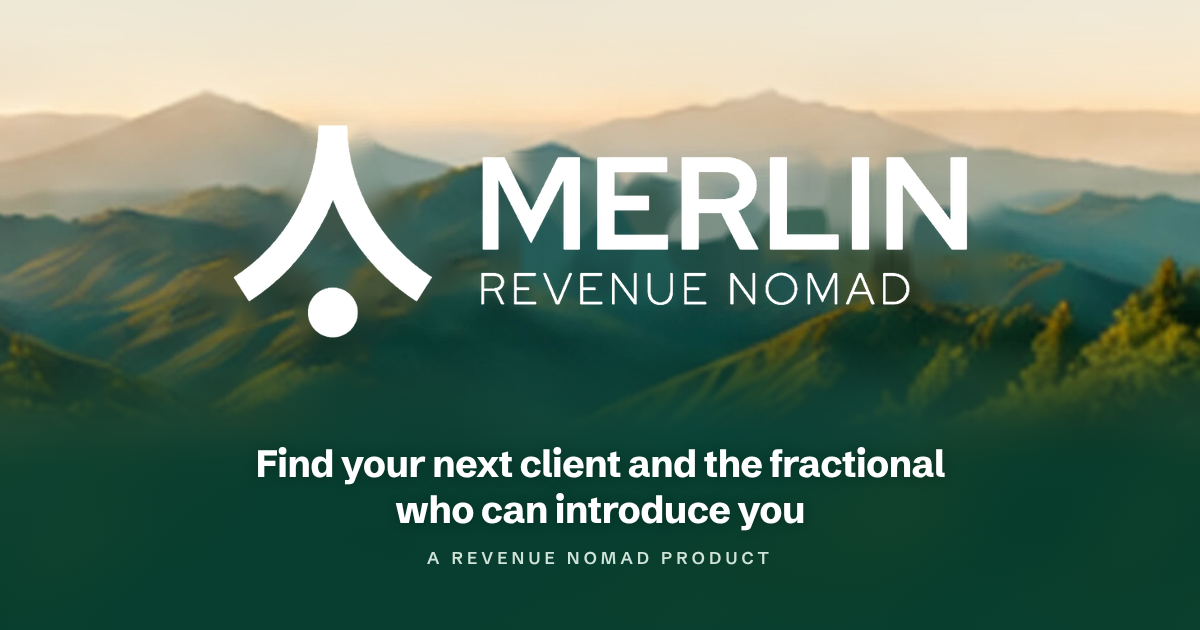 MERLIN
REVENUE NOMAD
Find your next client and the fractional
who can introduce you
A REVENUE NOMAD PRODUCT